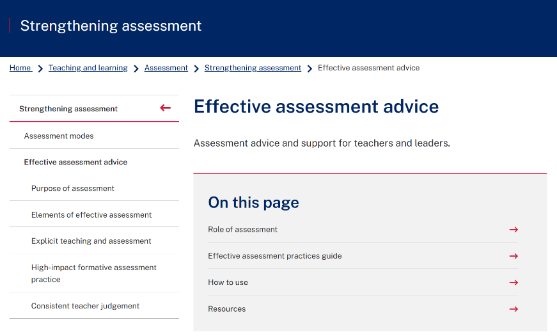 Strengthening assessment
Home > Teaching and learning > Assessment > Strengthening assessment > Effective assessment advice
Strengthening assessment
Assessment modes
Effective assessment advice
Purpose of assessment
Elements of effective assessment
Explicit teaching and assessment
High-impact formative assessment
practice
Consistent teacher judgement
Effective assessment advice
Assessment advice and support for teachers and leaders.
On this page
Role of assessment
Effective assessment practices guide
How to use
Resources